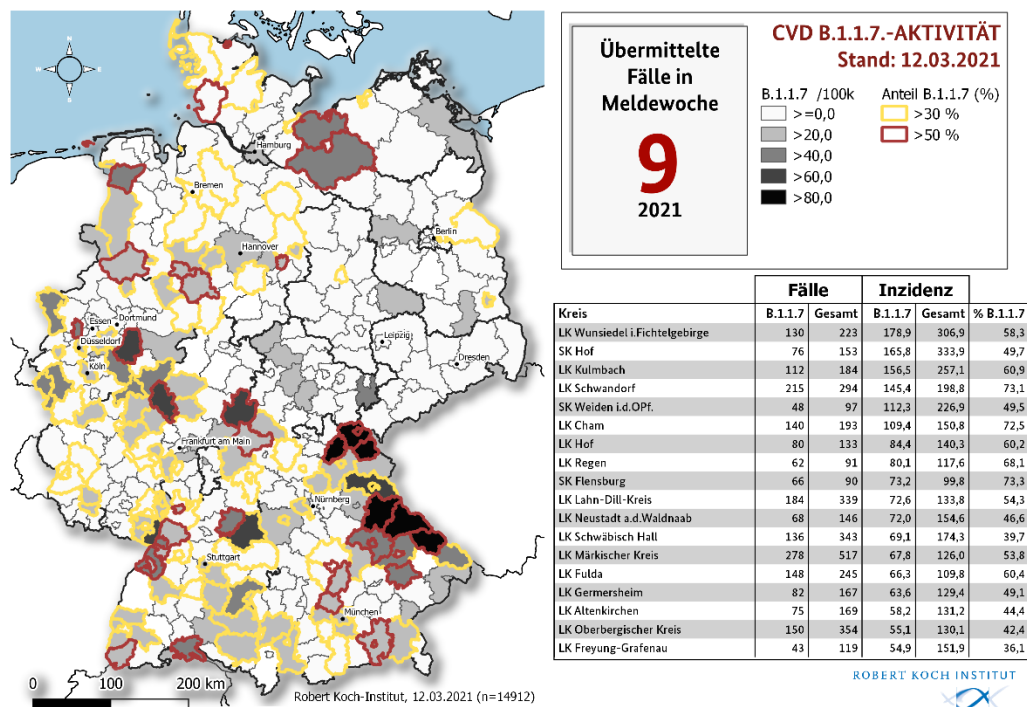 N
W
E
S
Hamburg
Bremen
Berlin
Hannover
Essen
Dortmund
Düsseldorf
Köln
Leipzig
Dresden
Frankfurt am Main
Nürnberg
Stuttgart
München
0 100 200 km
Robert Koch-Institut, 12.03.2021 (n=14912)
Übermittelte
Fälle in
Meldewoche
9
2021
CVD B.1.1.7.-AKTIVITÄT
Stand: 12.03.2021
B.1.1.7 /100k Anteil B.1.1.7 (%)
>=0,0 >30 %
>20,0 >50 %
>40,0
>60,0
>80,0
Fälle Inzidenz
Kreis B.1.1.7 Gesamt B.1.1.7 Gesamt % B.1.1.7
LK Wunsiedel i.Fichtelgebirge 130 223 178,9 306,9 58,3
SK Hof 76 153 165,8 333,9 49,7
LK Kulmbach 112 184 156,5 257,1 60,9
LK Schwandorf 215 294 145,4 198,8 73,1
SK Weiden i.d.OPf. 48 97 112,3 226,9 49,5
LK Cham 140 193 109,4 150,8 72,5
LK Hof 80 133 84,4 140,3 60,2
LK Regen 62 91 80,1 117,6 68,1
SK Flensburg 66 90 73,2 99,8 73,3
LK Lahn-Dill-Kreis 184 339 72,6 133,8 54,3
LK Neustadt a.d.Waldnaab 68 146 72,0 154,6 46,6
LK Schwäbisch Hall 136 343 69,1 174,3 39,7
LK Märkischer Kreis 278 517 67,8 126,0 53,8
LK Fulda 148 245 66,3 109,8 60,4
LK Germersheim 82 167 63,6 129,4 49,1
LK Altenkirchen 75 169 58,2 131,2 44,4
LK Oberbergischer Kreis 150 354 55,1 130,1 42,4
LK Freyung-Grafenau 43 119 54,9 151,9 36,1
ROBERT KOCH INSTITUT